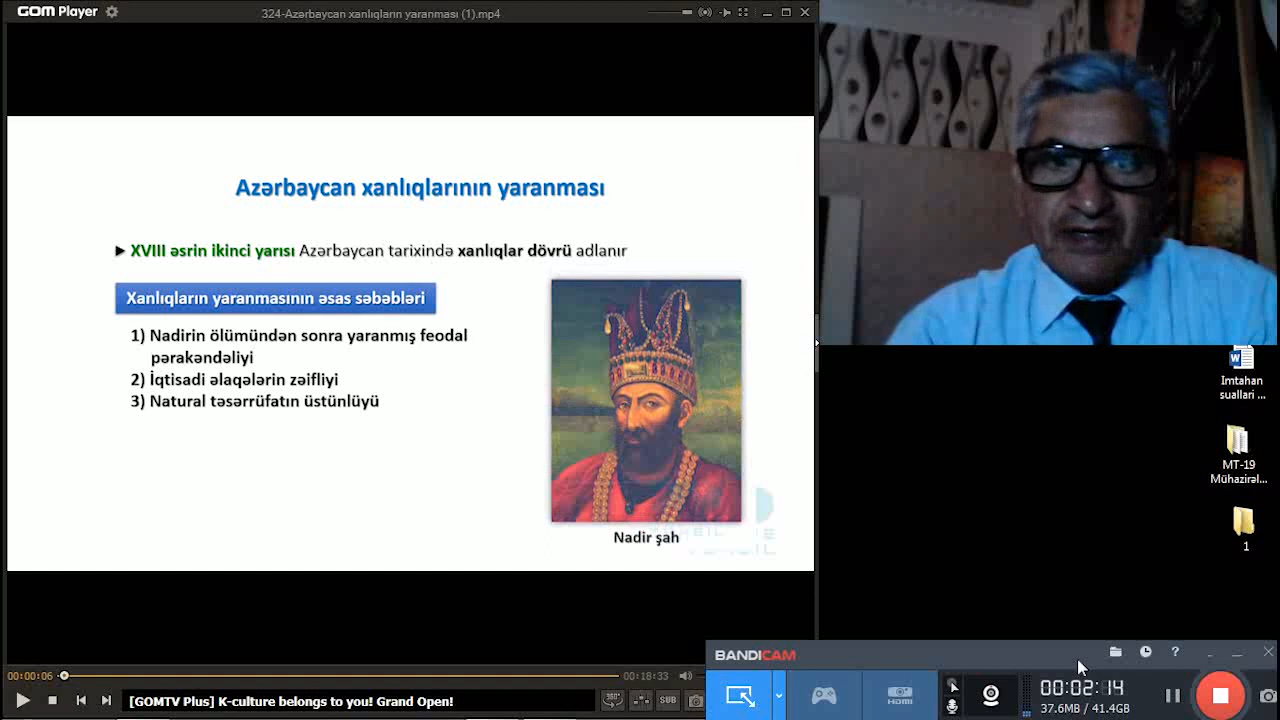 GOM Player
324-Azərbaycan xanlıqların yaranması (1).mp4
Azərbaycan xanlıqlarının yaranması
XVIII əsrin ikinci yarısı Azərbaycan tarixində xanlıqlar dövrü adlanır
Xanlıqların yaranmasının əsas səbəbləri
1) Nadirin ölümündən sonra yaranmış feodal
pərakəndəliyi
2) İqtisadi əlaqələrin zəifliyi
3) Natural təsərrüfatın üstünlüyü
Nadir şah
Imtahan
suallari ...
MT-19
Mühazirəl...
1
00:00:06
00:18:33
[GOMTV Plus] K-culture belongs to you! Grand Open!
360°
SUB
BANDICAM
HDMI
00:02:14
37.6MB / 41.4GB